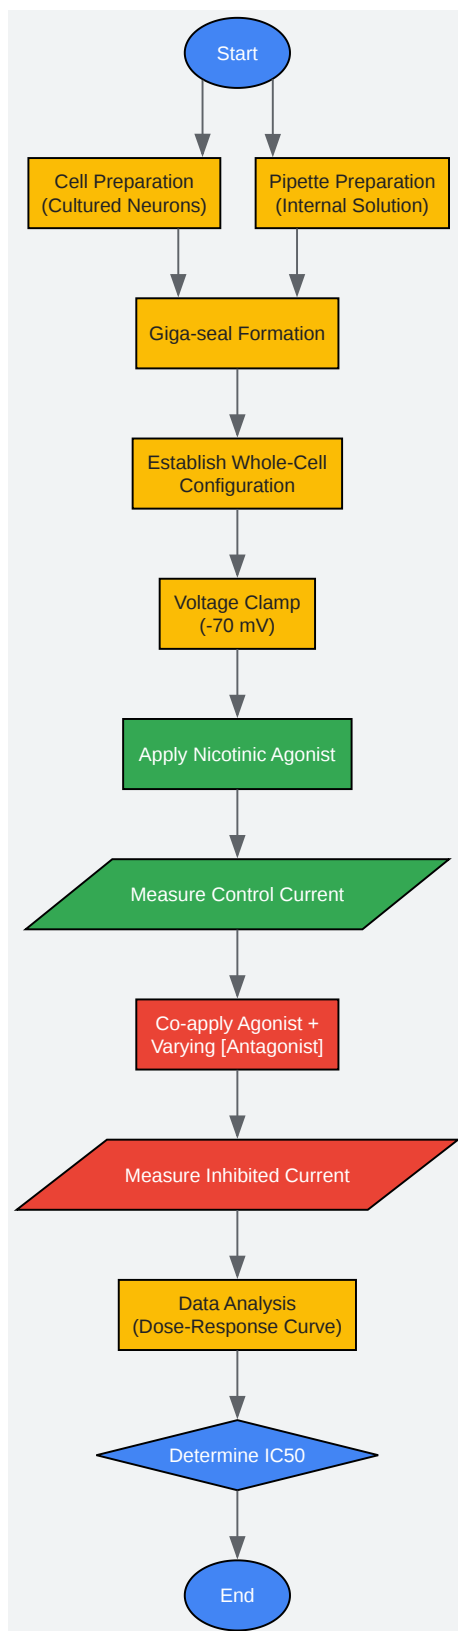 Start
Cell Preparation
(Cultured Neurons)
Pipette Preparation
(Internal Solution)
Giga-seal Formation
Establish Whole-Cell
Configuration
Voltage Clamp
(-70 mV)
Apply Nicotinic Agonist
Measure Control Current
Co-apply Agonist +
Varying [Antagonist]
Measure Inhibited Current
Data Analysis
(Dose-Response Curve)
Determine IC50
End